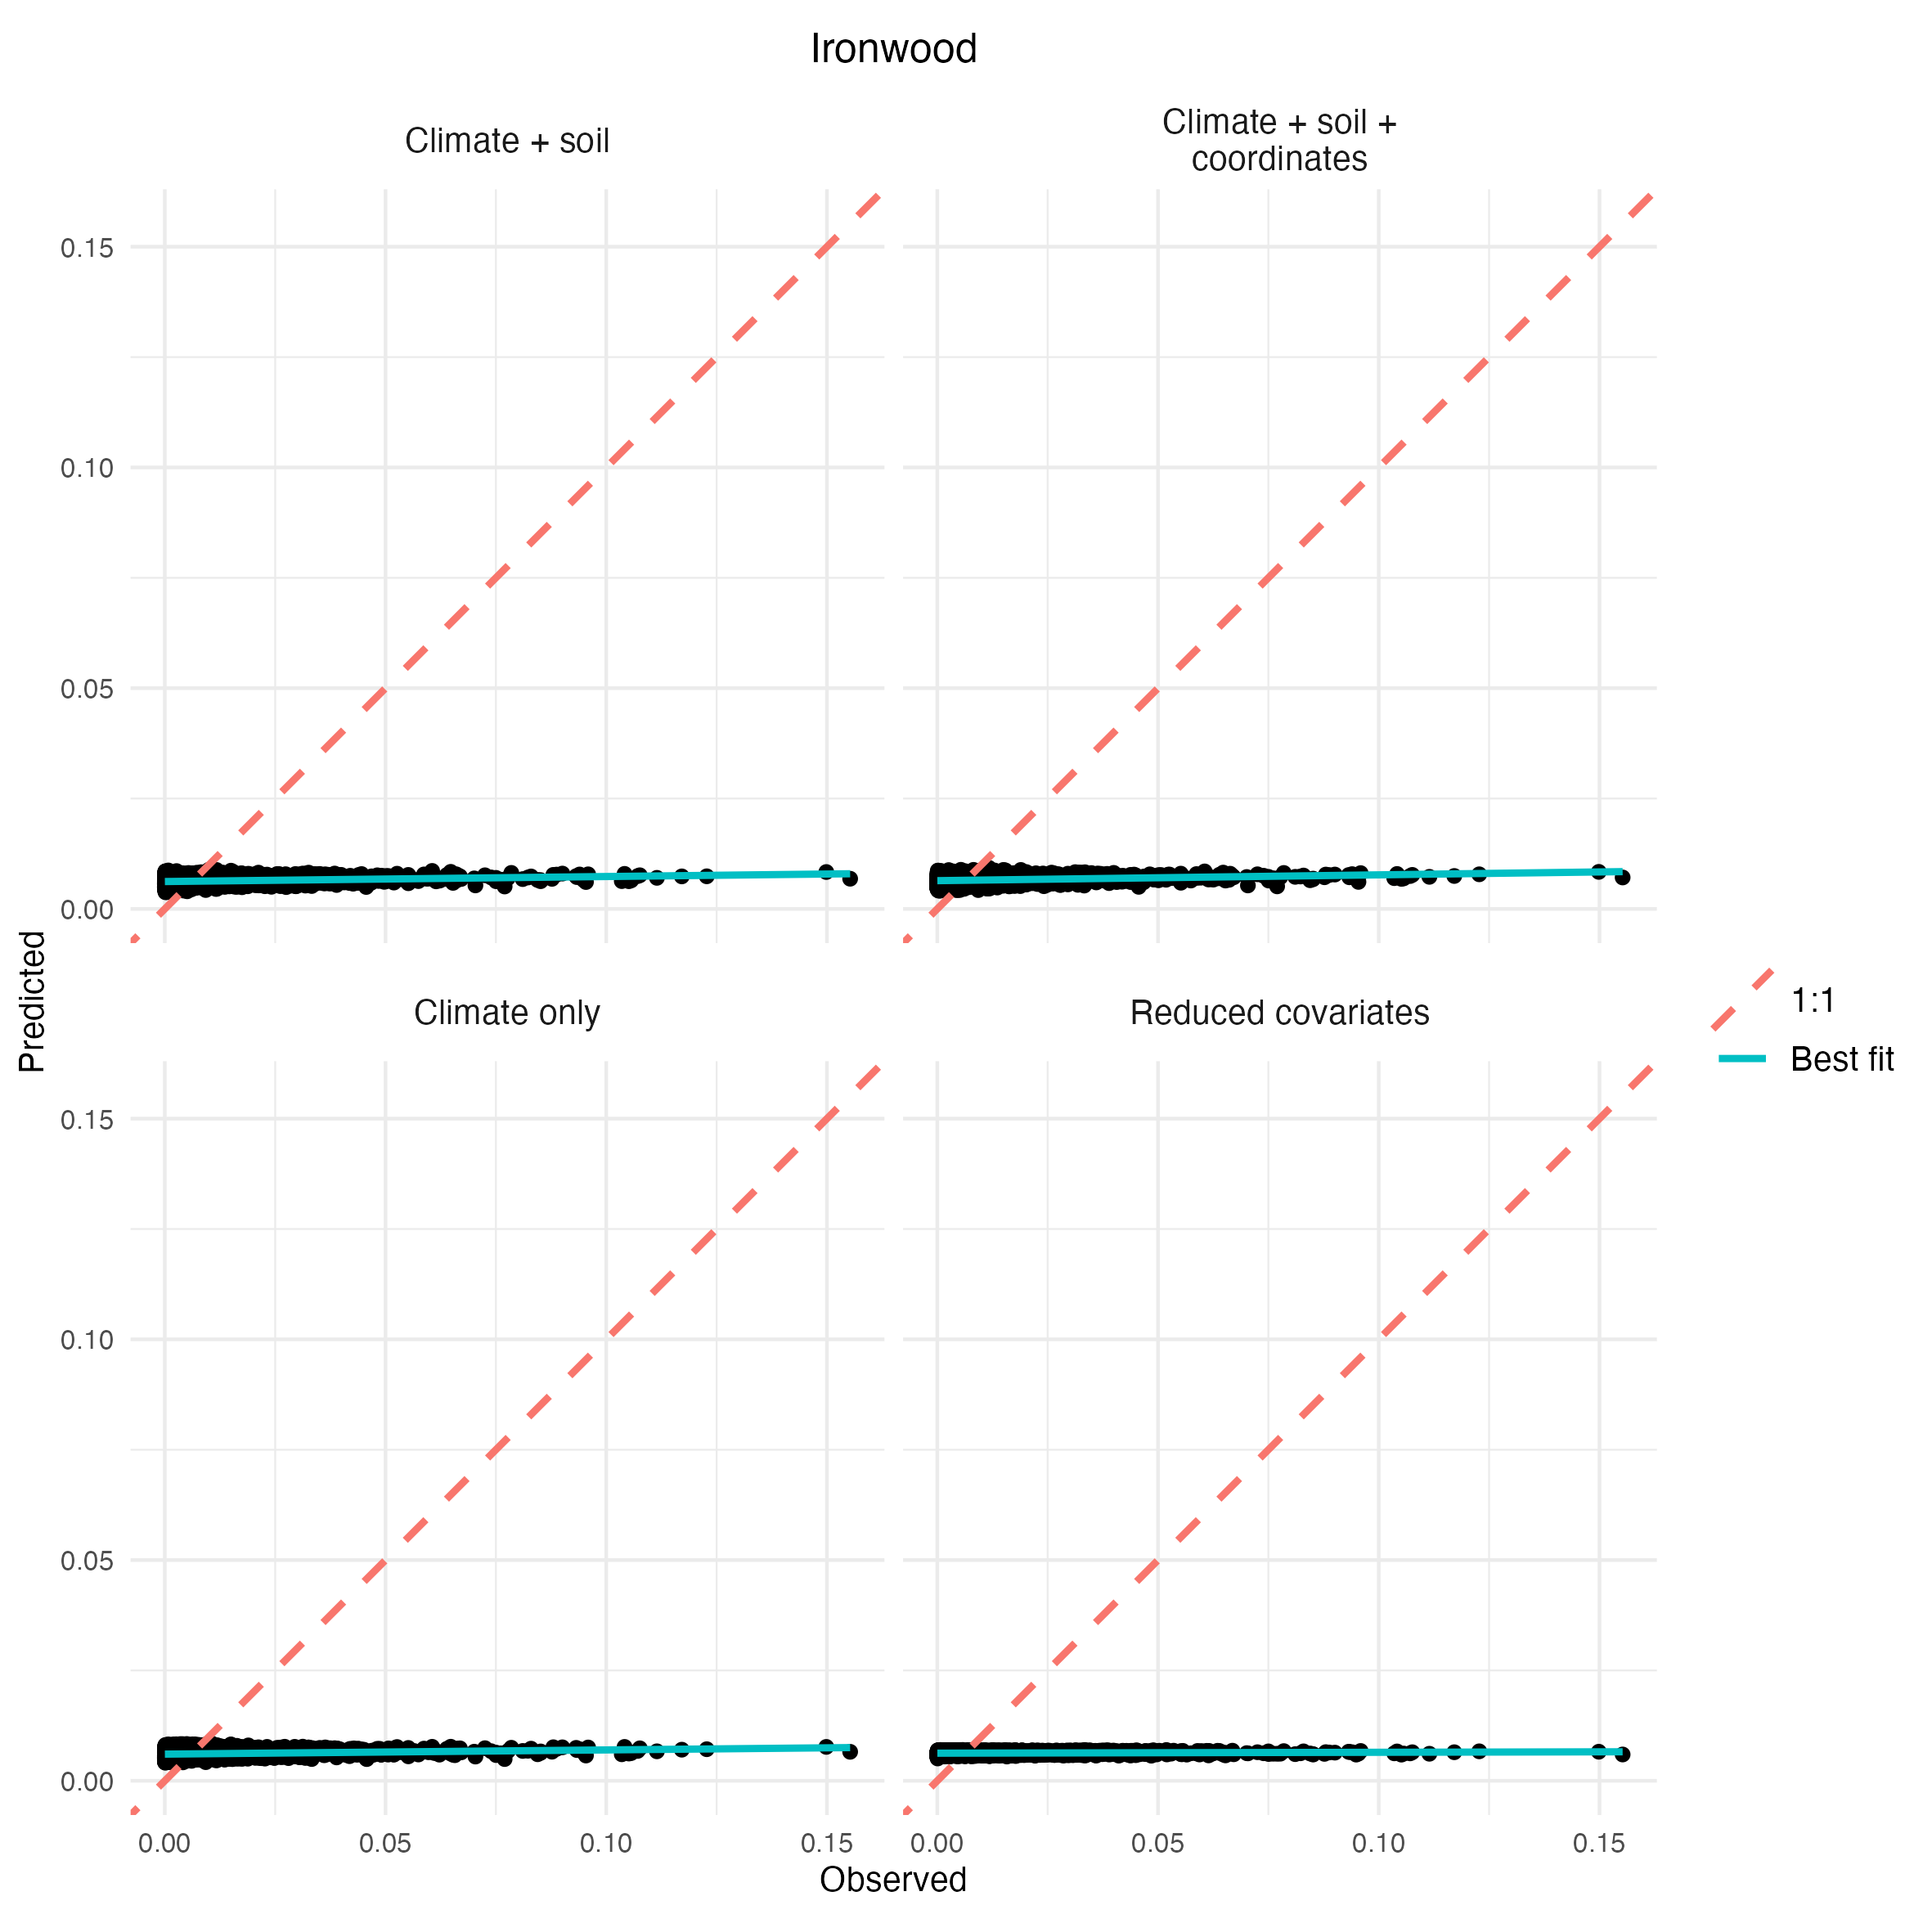 Ironwood
Climate + soil
Climate + soil +
coordinates
0.15
0.10
0.05
0.00
Climate only
Reduced covariates
0.15
0.10
0.05
0.00
0.00 0.05 0.10 0.15 0.00 0.05 0.10 0.15
Observed
Predicted
1:1
Best fit